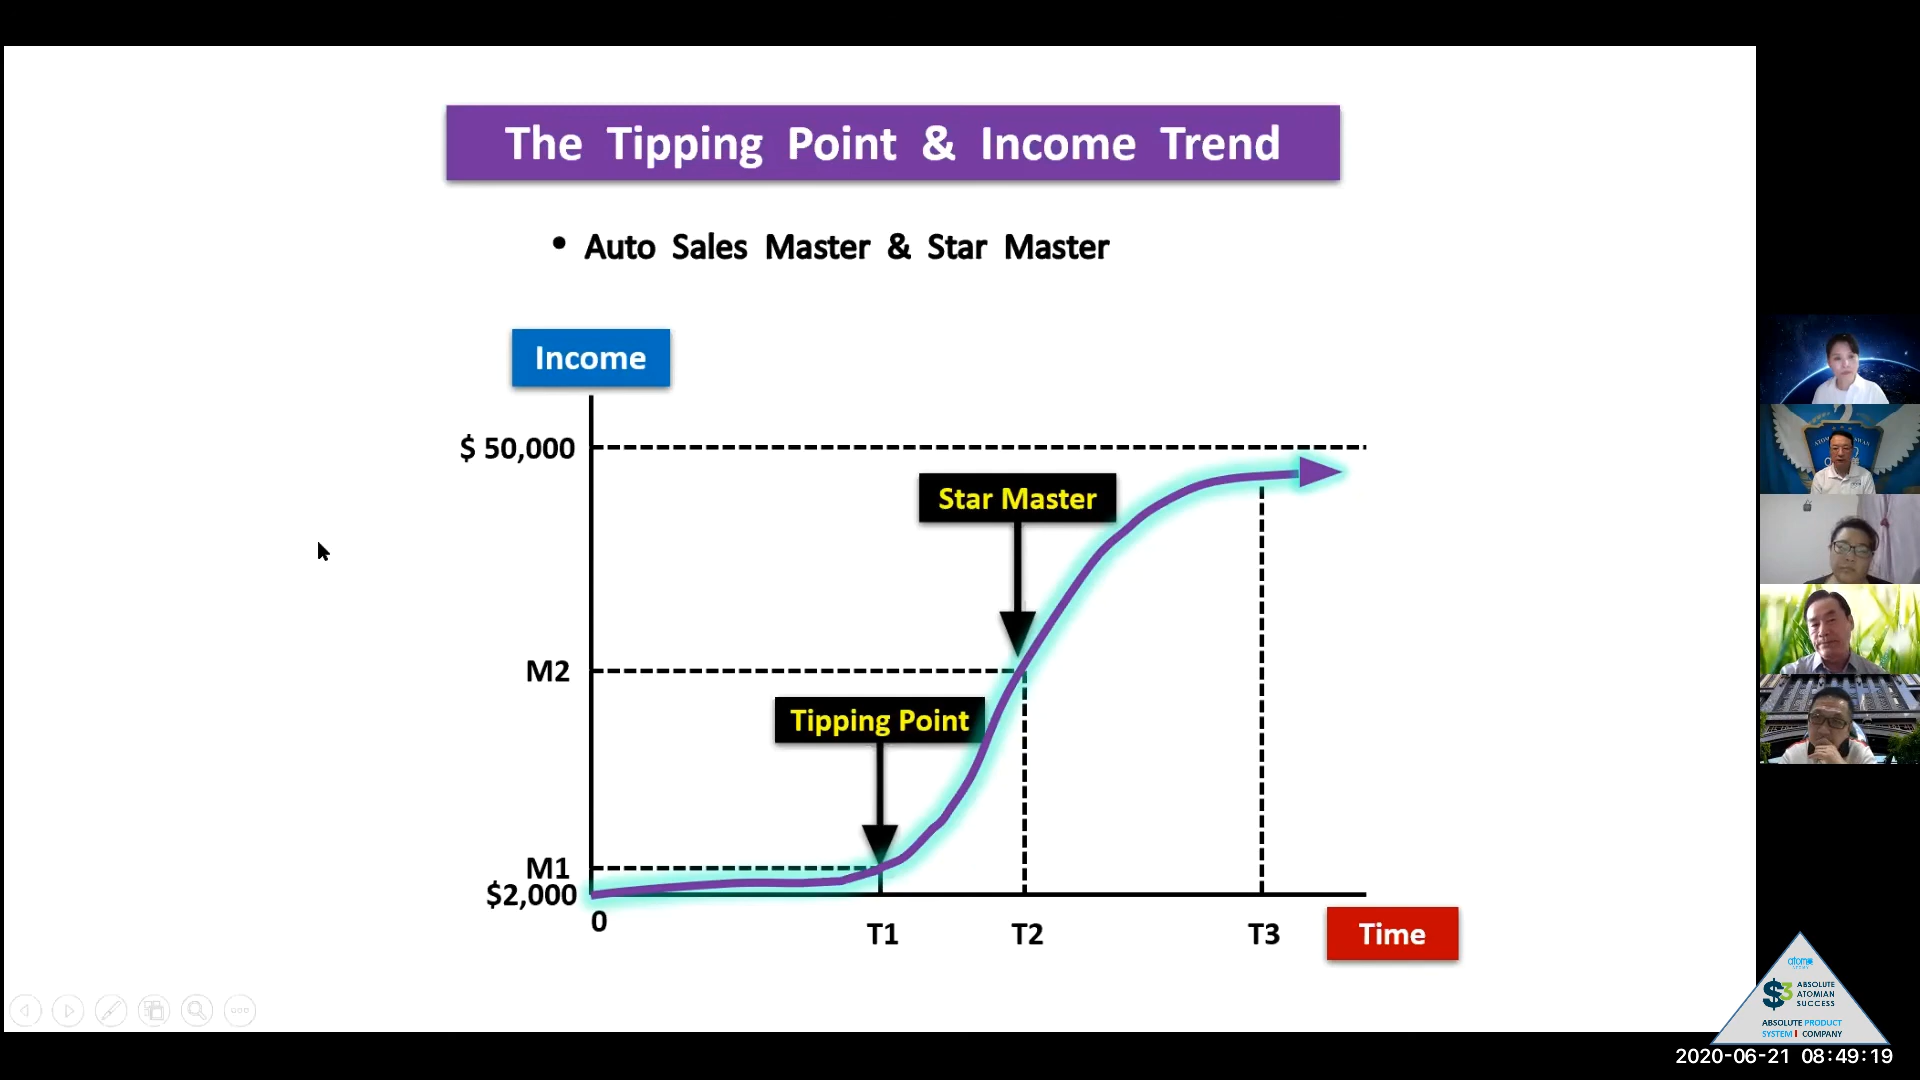 The Tipping Point & Income Trend
• Auto Sales Master & Star Master
Income
$ 50,000
Star Master
M2
Tipping Point
M1
$2,000
0
T1
T2
T3
Time
atomy
$3
ABSOLUTE
ATOMIAN
SUCCESS
ABSOLUTE PRODUCT
SYSTEM COMPANY
2020-06-21 08:49:19